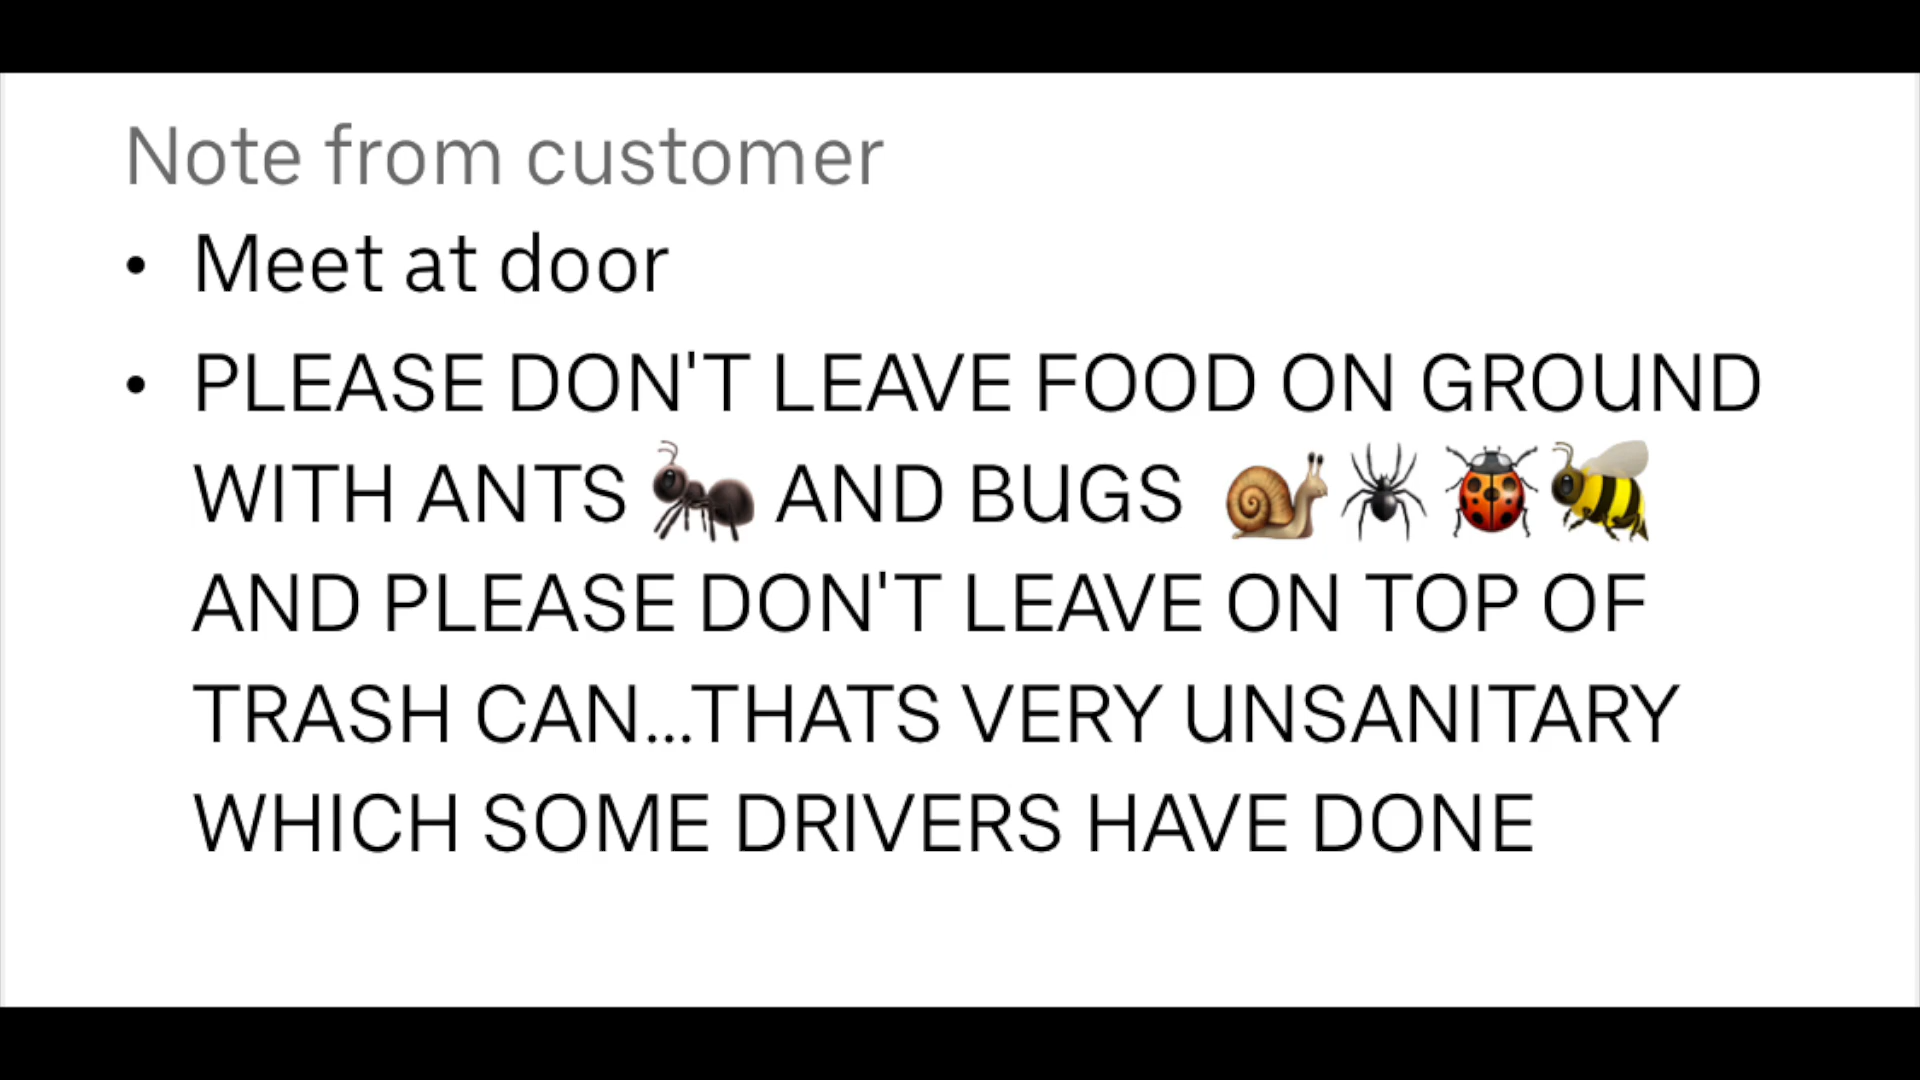 Note from customer
• Meet at door
• PLEASE DON'T LEAVE FOOD ON GROUND
WITH ANTS 🐜 AND BUGS 🐌🕷🐞🐝
AND PLEASE DON'T LEAVE ON TOP OF
TRASH CAN...THATS VERY UNSANITARY
WHICH SOME DRIVERS HAVE DONE